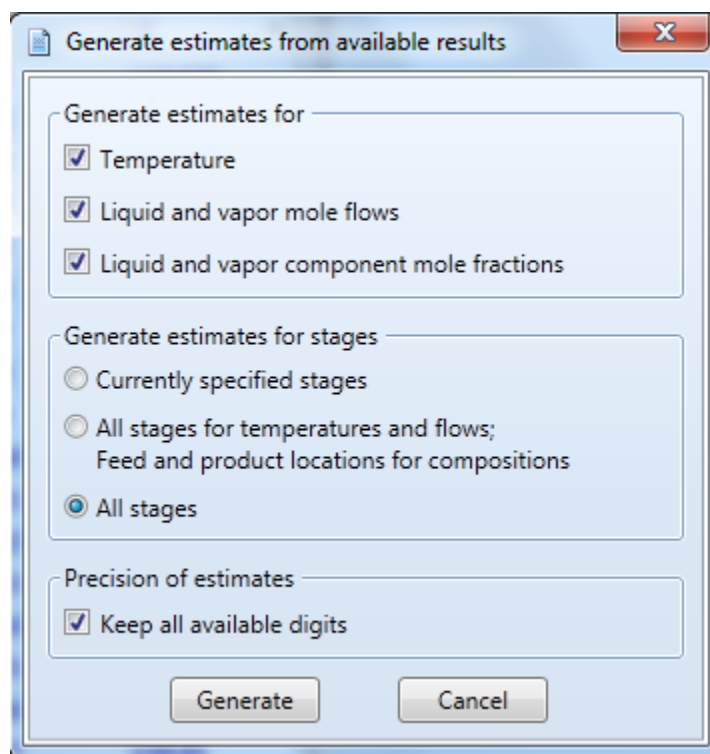 Generate estimates from available results
Generate estimates for
Temperature
Liquid and vapor mole flows
Liquid and vapor component mole fractions
Generate estimates for stages
Currently specified stages
All stages for temperatures and flows;
Feed and product locations for compositions
All stages
Precision of estimates
Keep all available digits
Generate
Cancel